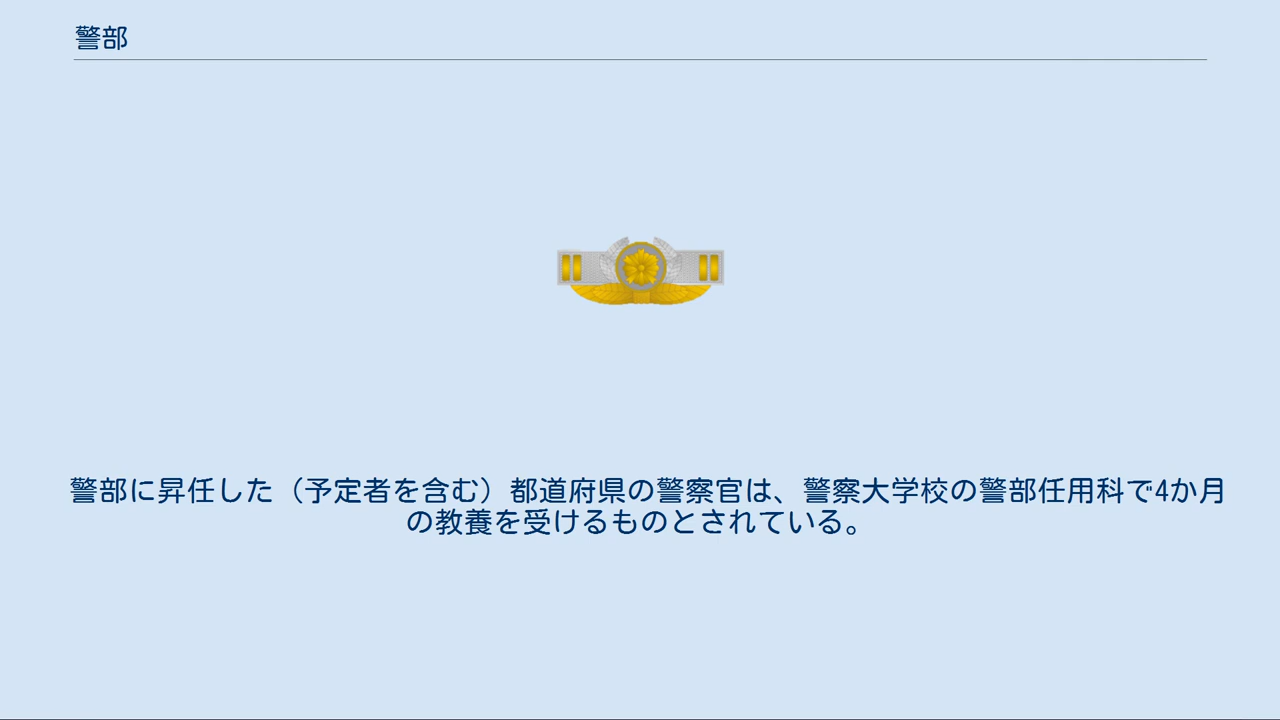 警部
警部に昇任した（予定者を含む）都道府県の警察官は、警察大学校の警部任用科で4か月
の教養を受けるものとされている。